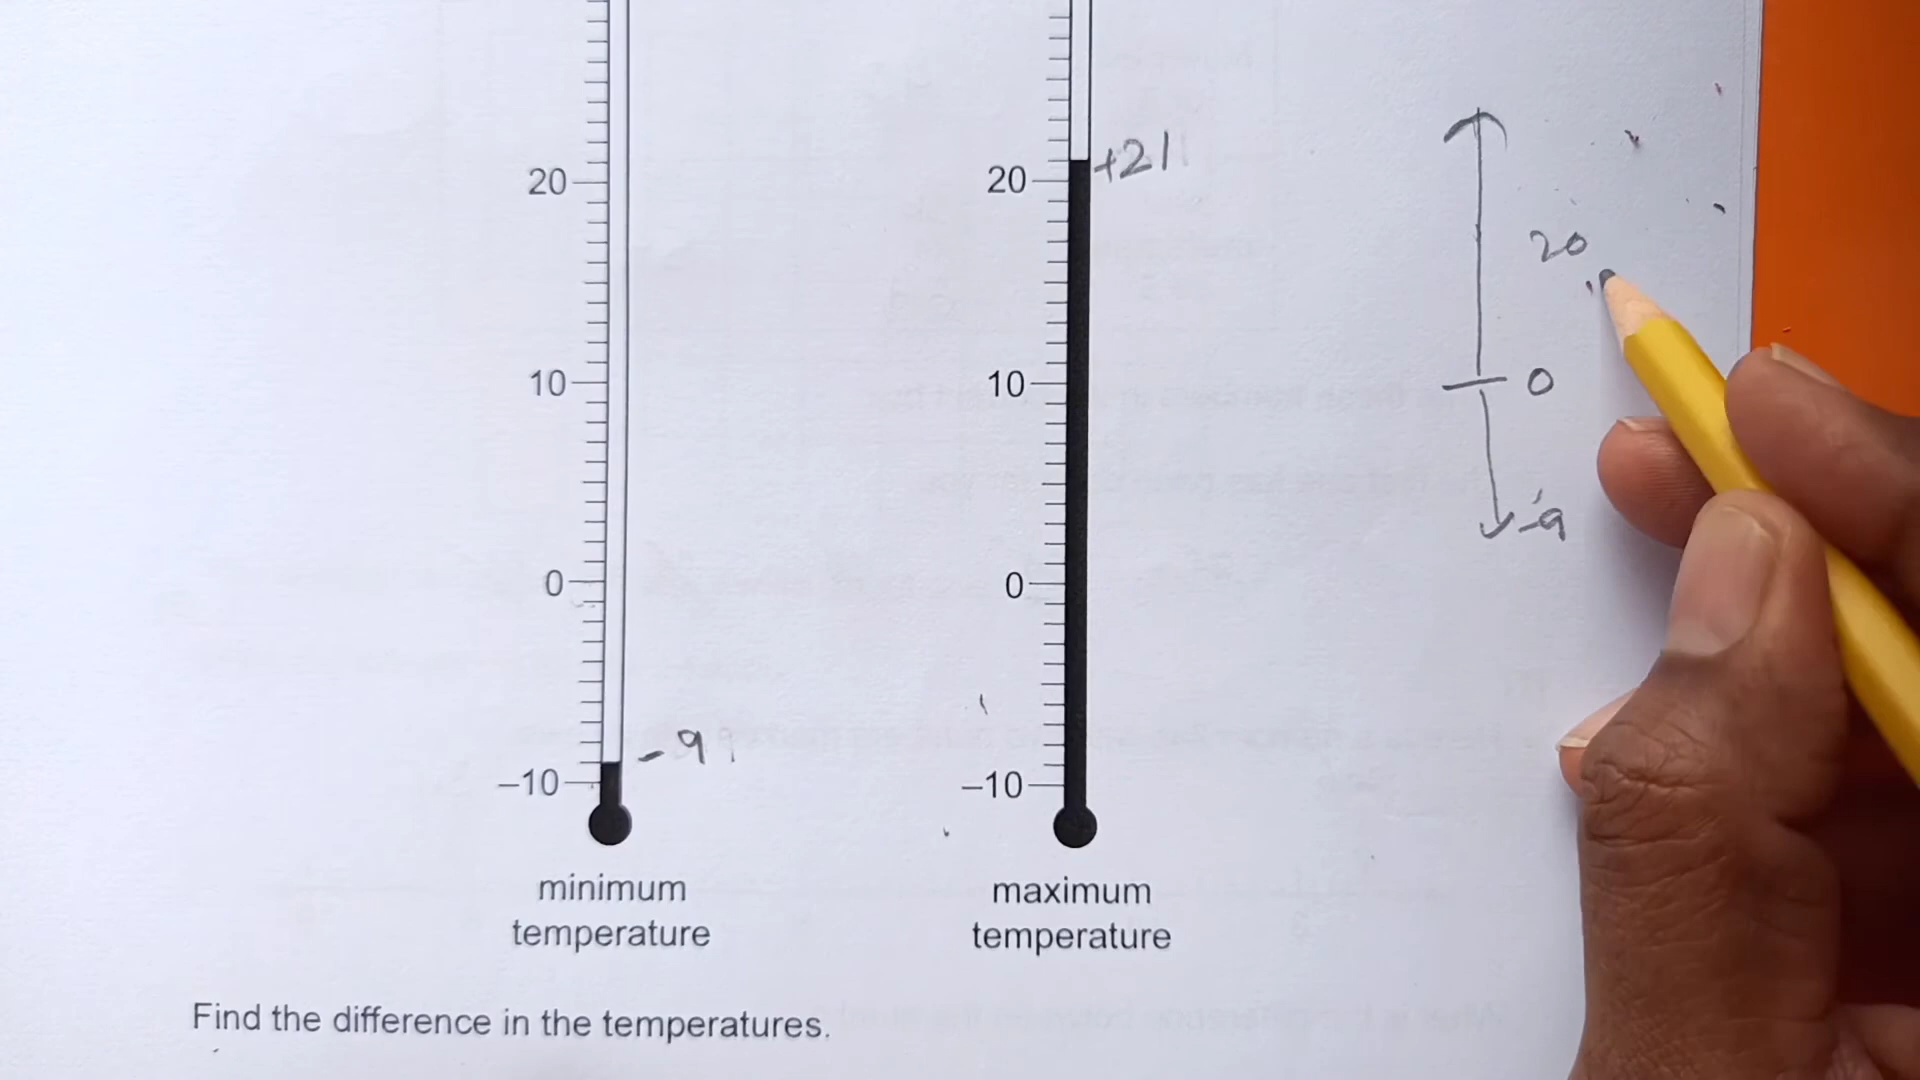 20
10
0
–10
-9
minimum
temperature
20
+21
10
0
–10
maximum
temperature
20
0
-9
Find the difference in the temperatures.